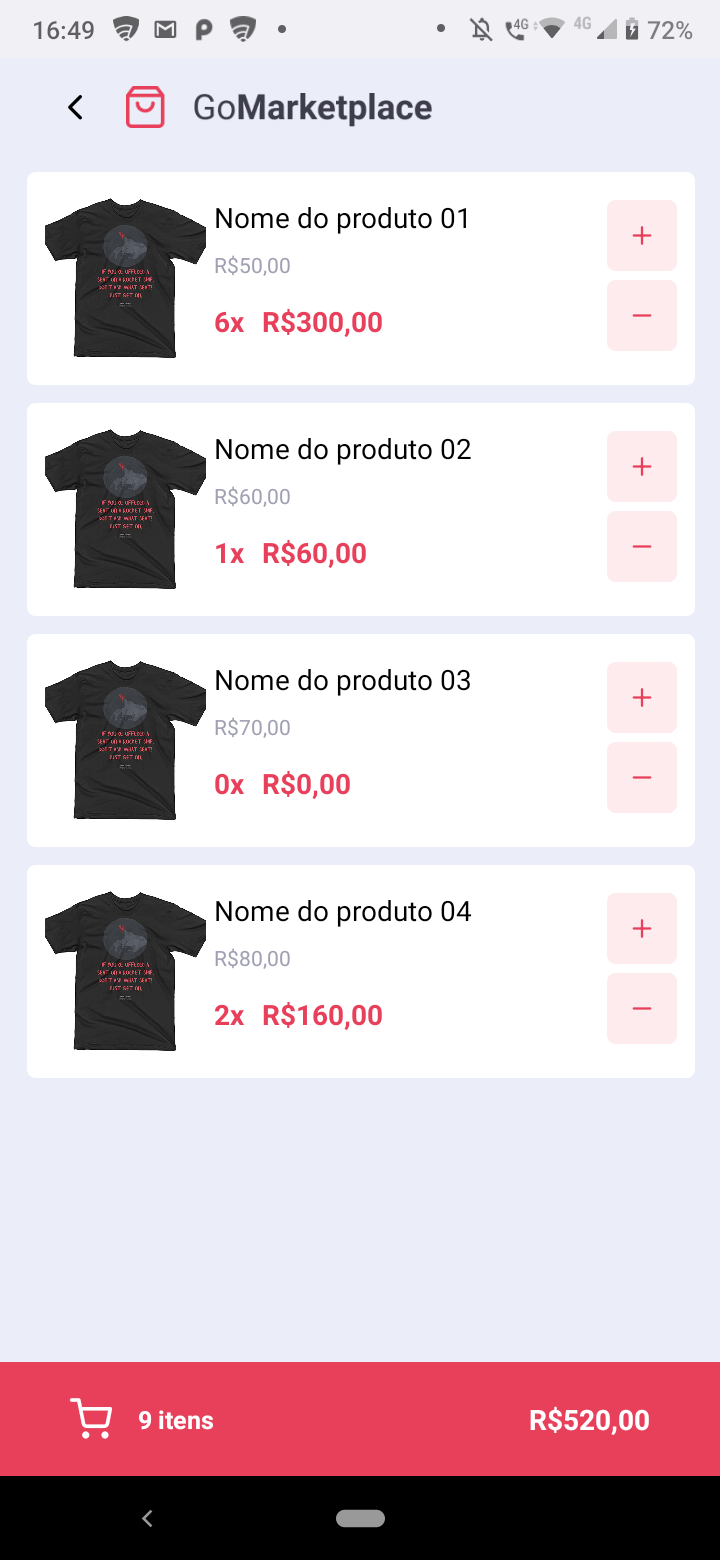 16:49
4G
4G
72%
GoMarketplace
Nome do produto 01
R$50,00
6x R$300,00
Nome do produto 02
R$60,00
1x R$60,00
Nome do produto 03
R$70,00
0x R$0,00
Nome do produto 04
R$80,00
2x R$160,00
9 itens
R$520,00